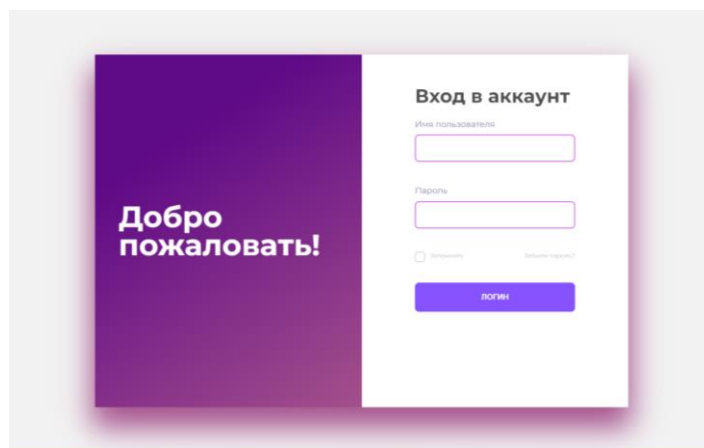 Добро
пожаловать!
Вход в аккаунт
Имя пользователя
Пароль
Запомнить
Забыли пароль?
ЛОГИН